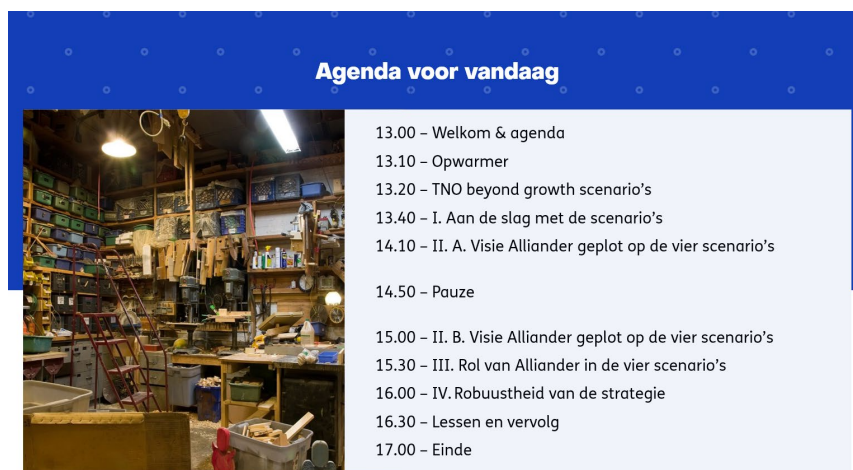 Agenda voor vandaag
13.00 – Welkom & agenda
13.10 – Opwarmer
13.20 – TNO beyond growth scenario's
13.40 – I. Aan de slag met de scenario's
14.10 – II. A. Visie Alliander geplot op de vier scenario's
14.50 – Pauze
15.00 – II. B. Visie Alliander geplot op de vier scenario's
15.30 – III. Rol van Alliander in de vier scenario's
16.00 – IV. Robuustheid van de strategie
16.30 – Lessen en vervolg
17.00 – Einde